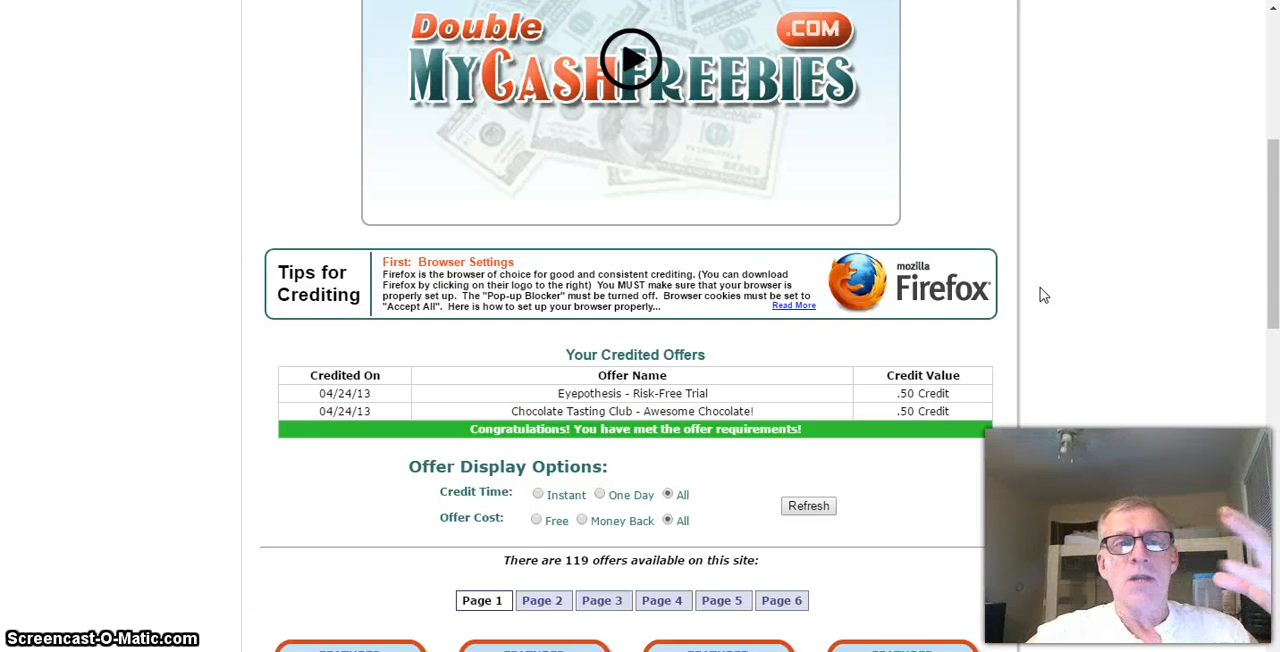 Double .COM
MYCASHFREEBIES
Tips for
Crediting
First: Browser Settings
Firefox is the browser of choice for good and consistent crediting. (You can download
Firefox by clicking on their logo to the right) You MUST make sure that your browser is
properly set up. The "Pop-up Blocker" must be turned off. Browser cookies must be set to
"Accept All". Here is how to set up your browser properly... Read More
mozilla
Firefox
Your Credited Offers
Credited On Offer Name Credit Value
04/24/13 Eyepothesis - Risk-Free Trial .50 Credit
04/24/13 Chocolate Tasting Club - Awesome Chocolate! .50 Credit
Congratulations! You have met the offer requirements!
Offer Display Options:
Credit Time: Instant One Day All
Refresh
Offer Cost: Free Money Back All
There are 119 offers available on this site:
Page 1 Page 2 Page 3 Page 4 Page 5 Page 6
Screencast-O-Matic.com